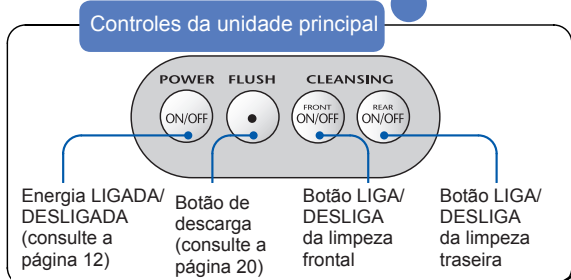 Controles da unidade principal
POWER FLUSH CLEANSING
ON/OFF
FRONT
ON/OFF
REAR
ON/OFF
Energia LIGADA/
DESLIGADA
(consulte a
página 12)
Botão de
descarga
(consulte a
página 20)
Botão LIGA/
DESLIGA
da limpeza
frontal
Botão LIGA/
DESLIGA
da limpeza
traseira